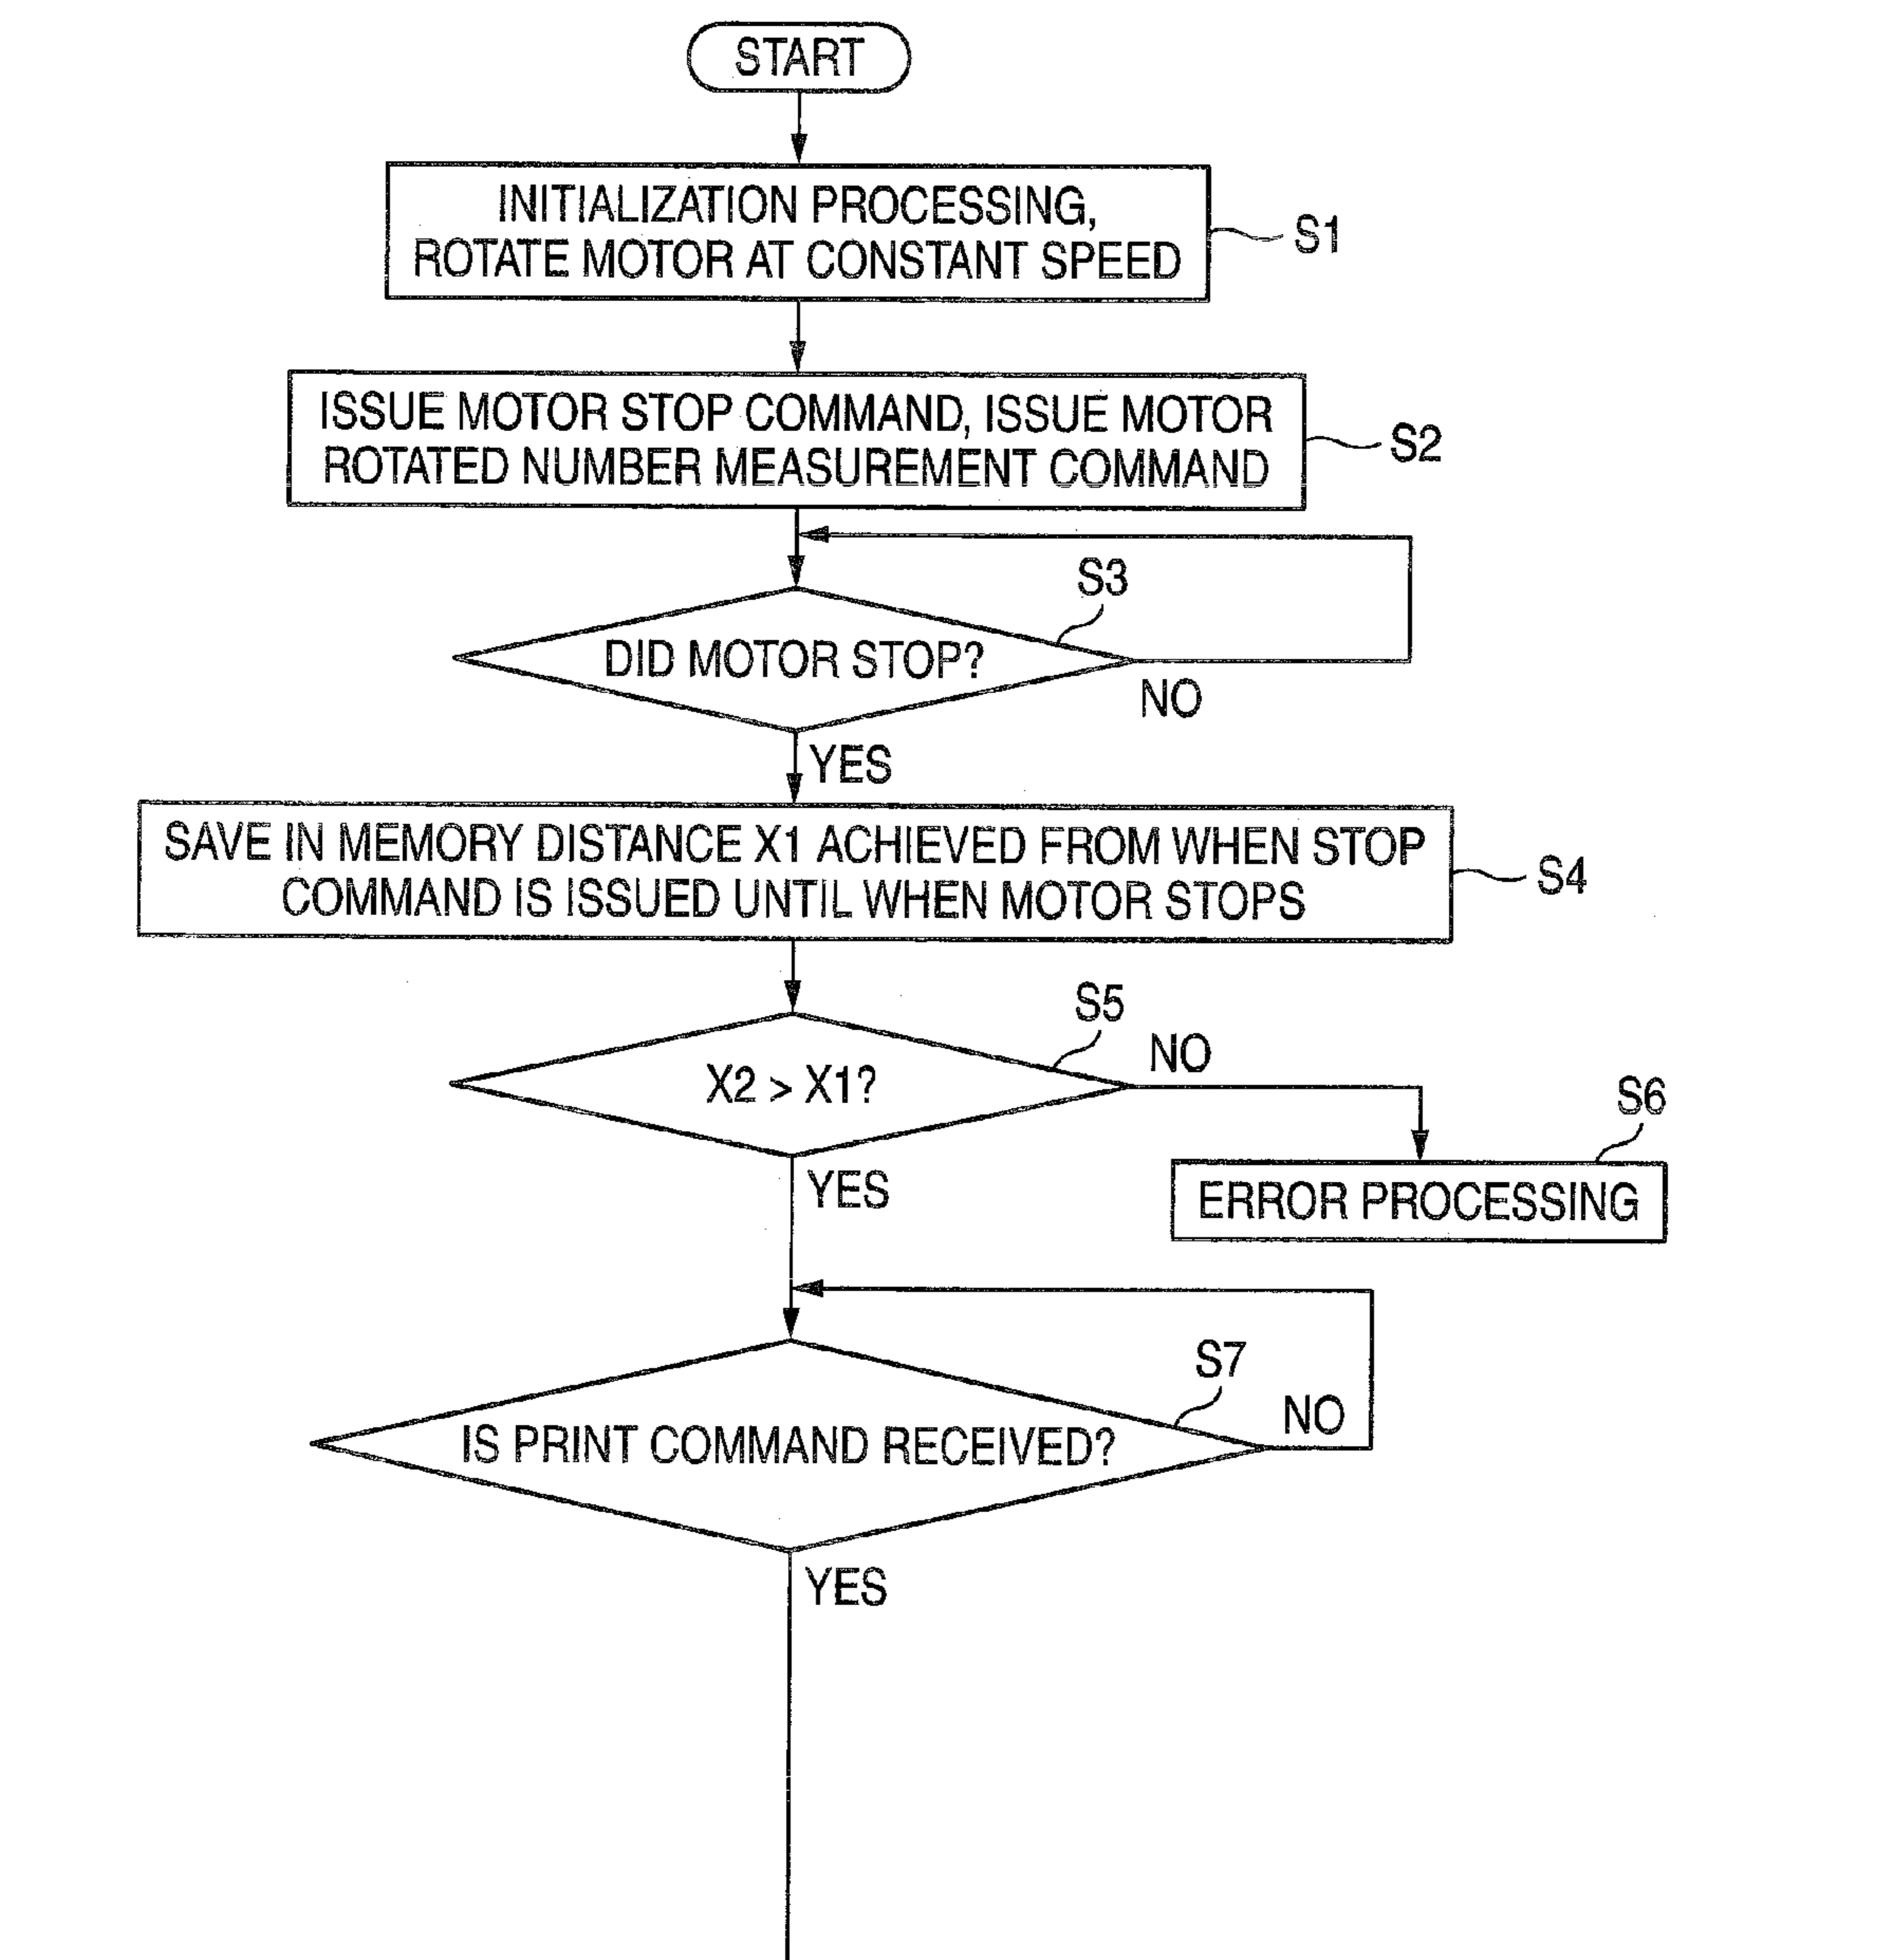 START
INITIALIZATION PROCESSING,
ROTATE MOTOR AT CONSTANT SPEED
S1
ISSUE MOTOR STOP COMMAND, ISSUE MOTOR
ROTATED NUMBER MEASUREMENT COMMAND
S2
S3
DID MOTOR STOP?
NO
YES
SAVE IN MEMORY DISTANCE X1 ACHIEVED FROM WHEN STOP
COMMAND IS ISSUED UNTIL WHEN MOTOR STOPS
S4
S5
X2 > X1?
NO
S6
YES
ERROR PROCESSING
S7
IS PRINT COMMAND RECEIVED?
NO
YES